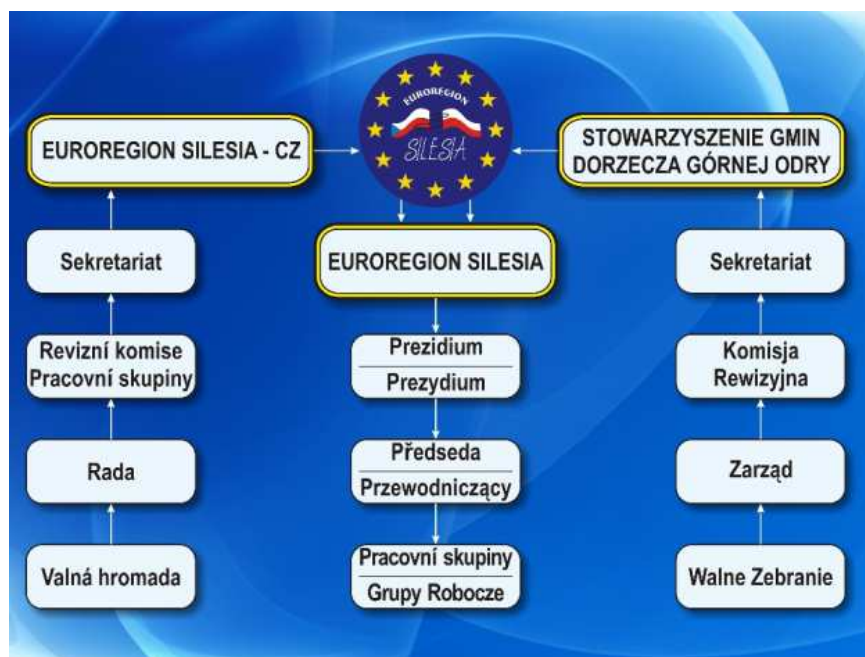 EUROREGION
SILESIA
EUROREGION SILESIA - CZ
Sekretariat
Revizní komise
Pracovní skupiny
Rada
Valná hromada
EUROREGION SILESIA
Prezidium
Prezydium
Předseda
Przewodniczący
Pracovní skupiny
Grupy Robocze
STOWARZYSZENIE GMIN
DORZECZA GÓRNEJ ODRY
Sekretariat
Komisja
Rewizyjna
Zarząd
Walne Zebranie